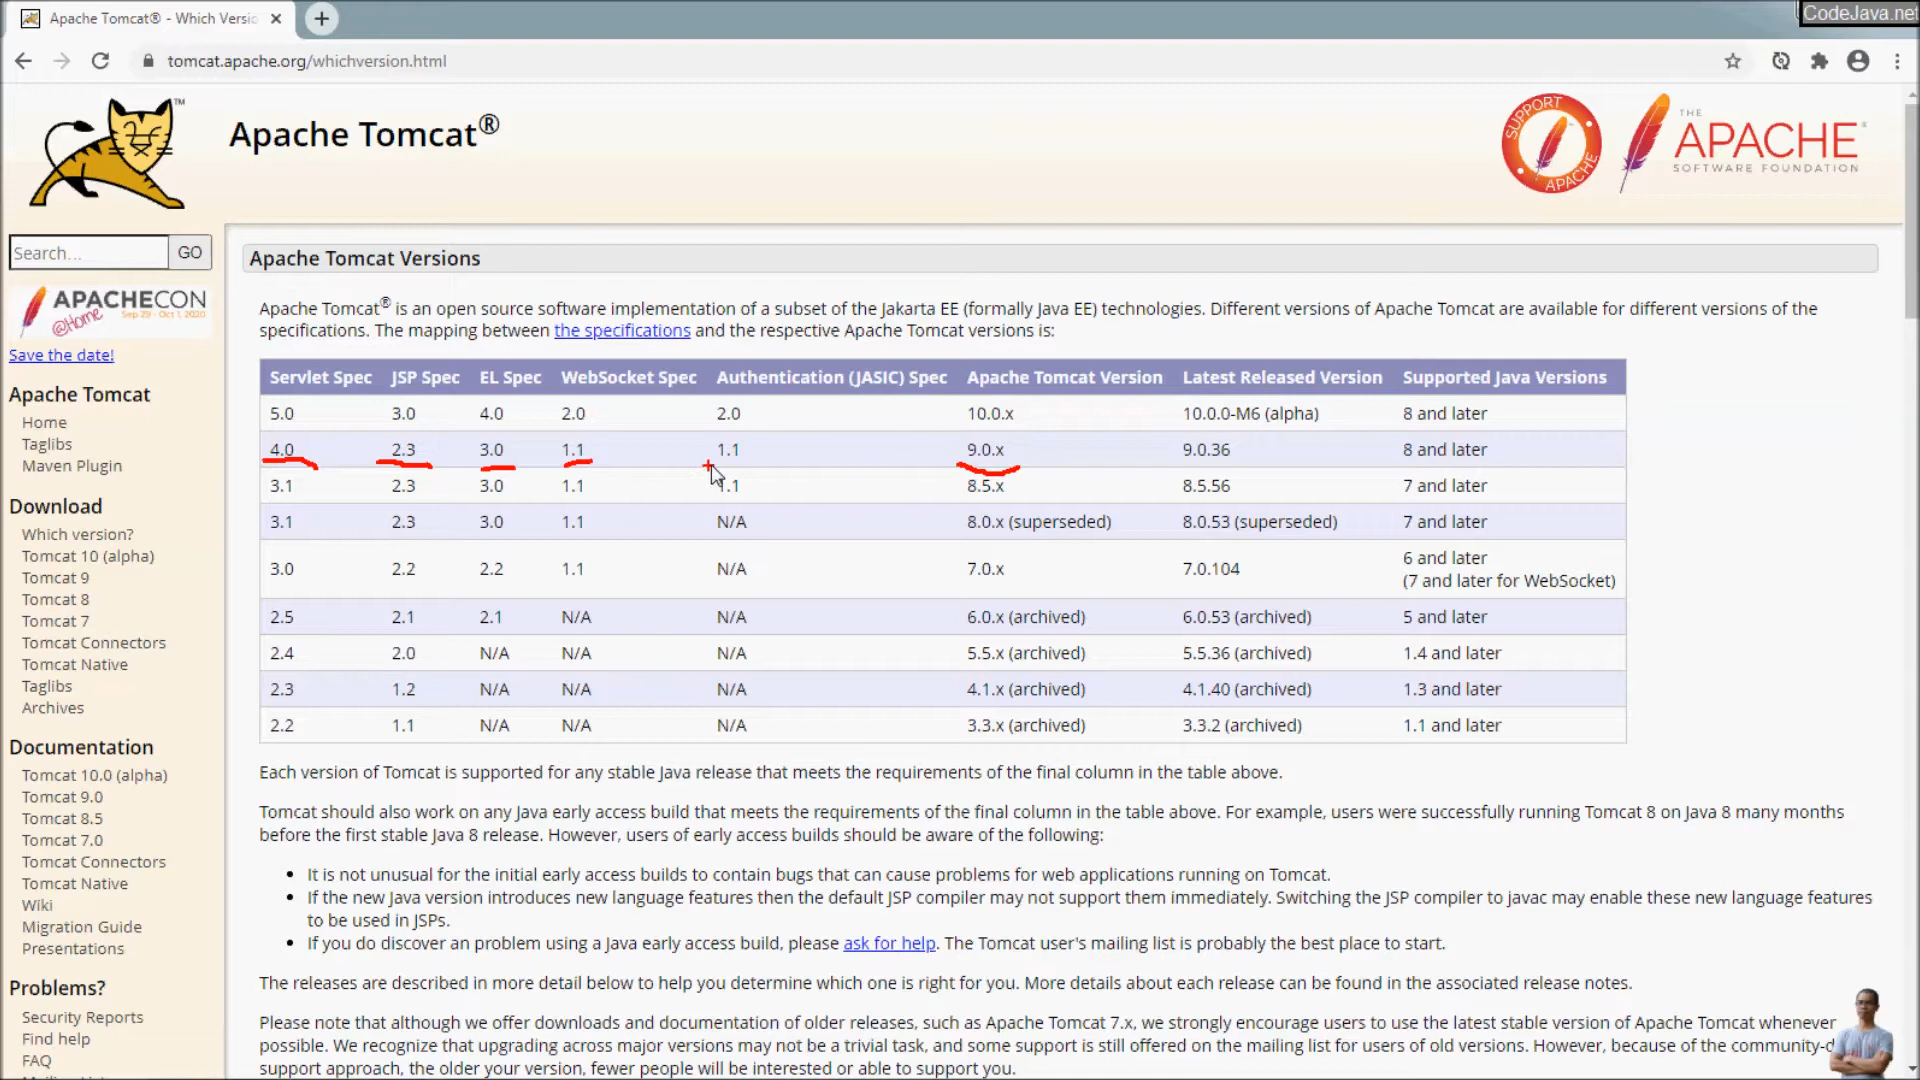 Apache Tomcat® - Which Versio
CodeJava.net
tomcat.apache.org/whichversion.html
TM
Apache Tomcat®
SUPPORT
APACHE
THE
APACHE®
SOFTWARE FOUNDATION
Search...
GO
APACHECON
@Home
Sep 29 - Oct 1, 2020
Save the date!
Apache Tomcat
Home
Taglibs
Maven Plugin
Download
Which version?
Tomcat 10 (alpha)
Tomcat 9
Tomcat 8
Tomcat 7
Tomcat Connectors
Tomcat Native
Taglibs
Archives
Documentation
Tomcat 10.0 (alpha)
Tomcat 9.0
Tomcat 8.5
Tomcat 7.0
Tomcat Connectors
Tomcat Native
Wiki
Migration Guide
Presentations
Problems?
Security Reports
Find help
FAQ
Apache Tomcat Versions
Apache Tomcat® is an open source software implementation of a subset of the Jakarta EE (formally Java EE) technologies. Different versions of Apache Tomcat are available for different versions of the
specifications. The mapping between the specifications and the respective Apache Tomcat versions is:
Servlet Spec JSP Spec EL Spec WebSocket Spec Authentication (JASIC) Spec Apache Tomcat Version Latest Released Version Supported Java Versions
5.0 3.0 4.0 2.0 2.0 10.0.x 10.0.0-M6 (alpha) 8 and later
4.0 2.3 3.0 1.1 1.1 9.0.x 9.0.36 8 and later
3.1 2.3 3.0 1.1 1.1 8.5.x 8.5.56 7 and later
3.1 2.3 3.0 1.1 N/A 8.0.x (superseded) 8.0.53 (superseded) 7 and later
3.0 2.2 2.2 1.1 N/A 7.0.x 7.0.104 6 and later
(7 and later for WebSocket)
2.5 2.1 2.1 N/A N/A 6.0.x (archived) 6.0.53 (archived) 5 and later
2.4 2.0 N/A N/A N/A 5.5.x (archived) 5.5.36 (archived) 1.4 and later
2.3 1.2 N/A N/A N/A 4.1.x (archived) 4.1.40 (archived) 1.3 and later
2.2 1.1 N/A N/A N/A 3.3.x (archived) 3.3.2 (archived) 1.1 and later
Each version of Tomcat is supported for any stable Java release that meets the requirements of the final column in the table above.
Tomcat should also work on any Java early access build that meets the requirements of the final column in the table above. For example, users were successfully running Tomcat 8 on Java 8 many months
before the first stable Java 8 release. However, users of early access builds should be aware of the following:
• It is not unusual for the initial early access builds to contain bugs that can cause problems for web applications running on Tomcat.
• If the new Java version introduces new language features then the default JSP compiler may not support them immediately. Switching the JSP compiler to javac may enable these new language features
to be used in JSPs.
• If you do discover an problem using a Java early access build, please ask for help. The Tomcat user's mailing list is probably the best place to start.
The releases are described in more detail below to help you determine which one is right for you. More details about each release can be found in the associated release notes.
Please note that although we offer downloads and documentation of older releases, such as Apache Tomcat 7.x, we strongly encourage users to use the latest stable version of Apache Tomcat whenever
possible. We recognize that upgrading across major versions may not be a trivial task, and some support is still offered on the mailing list for users of old versions. However, because of the community-d
support approach, the older your version, fewer people will be interested or able to support you.